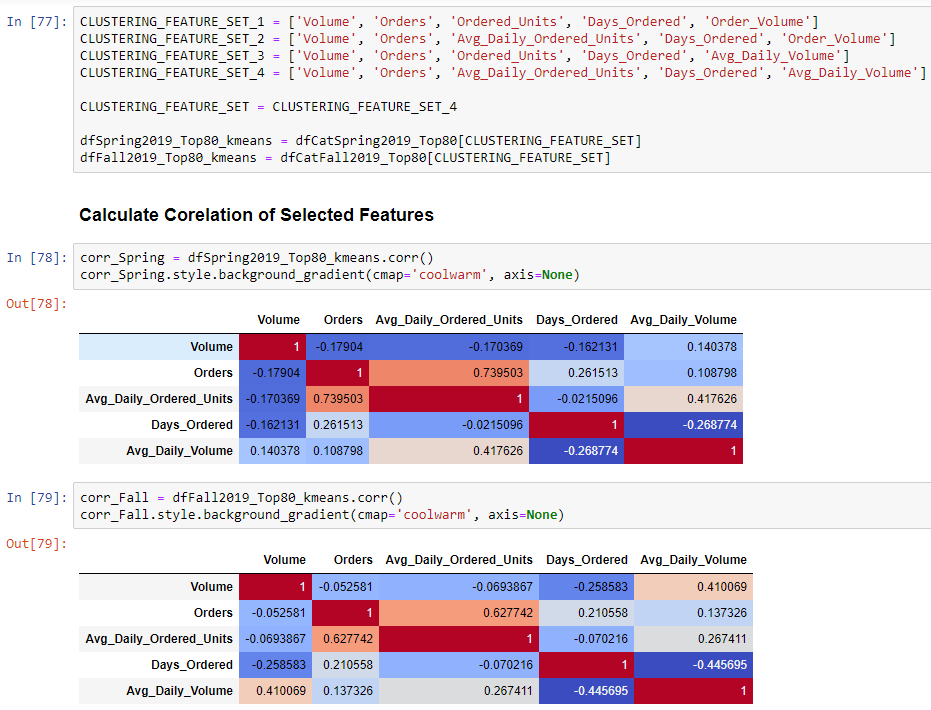 In [77]: CLUSTERING_FEATURE_SET_1 = ['Volume', 'Orders', 'Ordered_Units', 'Days_Ordered', 'Order_Volume']
CLUSTERING_FEATURE_SET_2 = ['Volume', 'Orders', 'Avg_Daily_Ordered_Units', 'Days_Ordered', 'Order_Volume']
CLUSTERING_FEATURE_SET_3 = ['Volume', 'Orders', 'Ordered_Units', 'Days_Ordered', 'Avg_Daily_Volume']
CLUSTERING_FEATURE_SET_4 = ['Volume', 'Orders', 'Avg_Daily_Ordered_Units', 'Days_Ordered', 'Avg_Daily_Volume']
CLUSTERING_FEATURE_SET = CLUSTERING_FEATURE_SET_4
dfSpring2019_Top80_kmeans = dfCatSpring2019_Top80[CLUSTERING_FEATURE_SET]
dfFall2019_Top80_kmeans = dfCatFall2019_Top80[CLUSTERING_FEATURE_SET]
Calculate Corelation of Selected Features
In [78]: corr_Spring = dfSpring2019_Top80_kmeans.corr()
corr_Spring.style.background_gradient(cmap='coolwarm', axis=None)
Out[78]:
Volume Orders Avg_Daily_Ordered_Units Days_Ordered Avg_Daily_Volume
Volume 1 -0.17904 -0.170369 -0.162131 0.140378
Orders -0.17904 1 0.739503 0.261513 0.108798
Avg_Daily_Ordered_Units -0.170369 0.739503 1 -0.0215096 0.417626
Days_Ordered -0.162131 0.261513 -0.0215096 1 -0.268774
Avg_Daily_Volume 0.140378 0.108798 0.417626 -0.268774 1
In [79]: corr_Fall = dfFall2019_Top80_kmeans.corr()
corr_Fall.style.background_gradient(cmap='coolwarm', axis=None)
Out[79]:
Volume Orders Avg_Daily_Ordered_Units Days_Ordered Avg_Daily_Volume
Volume 1 -0.052581 -0.0693867 -0.258583 0.410069
Orders -0.052581 1 0.627742 0.210558 0.137326
Avg_Daily_Ordered_Units -0.0693867 0.627742 1 -0.070216 0.267411
Days_Ordered -0.258583 0.210558 -0.070216 1 -0.445695
Avg_Daily_Volume 0.410069 0.137326 0.267411 -0.445695 1